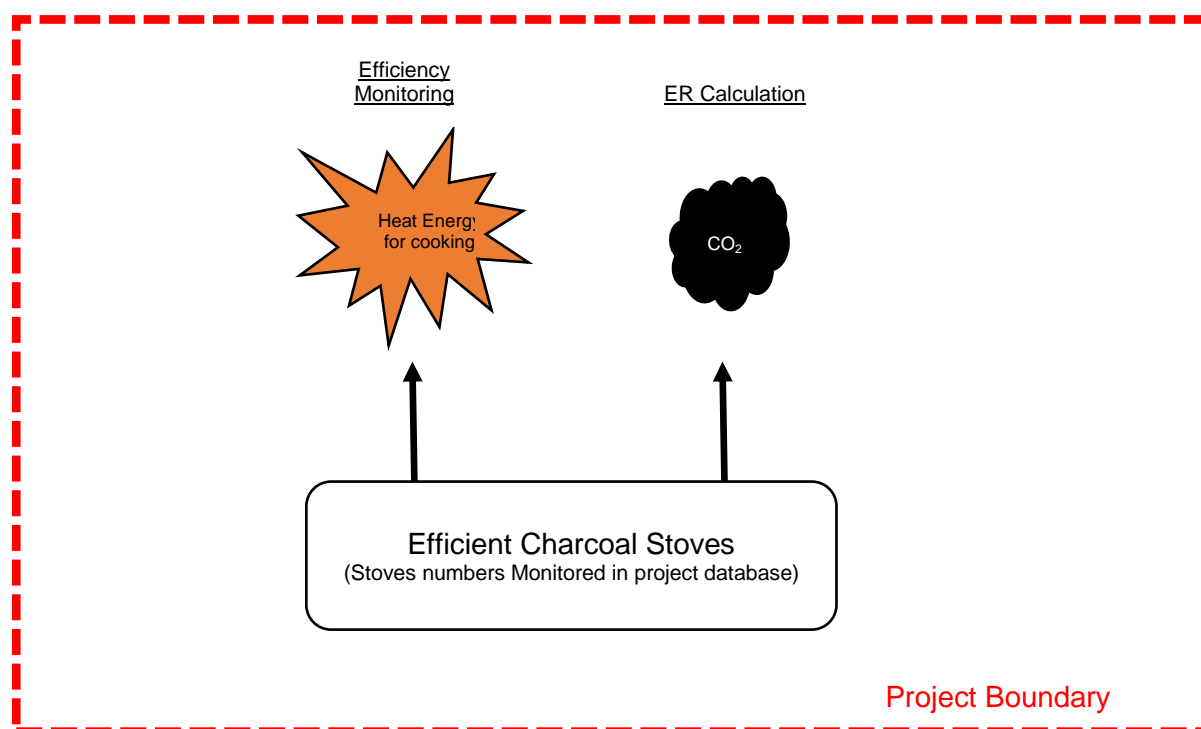 Efficiency
Monitoring
ER Calculation
Heat Energy
for cooking
CO₂
Efficient Charcoal Stoves
(Stoves numbers Monitored in project database)
Project Boundary